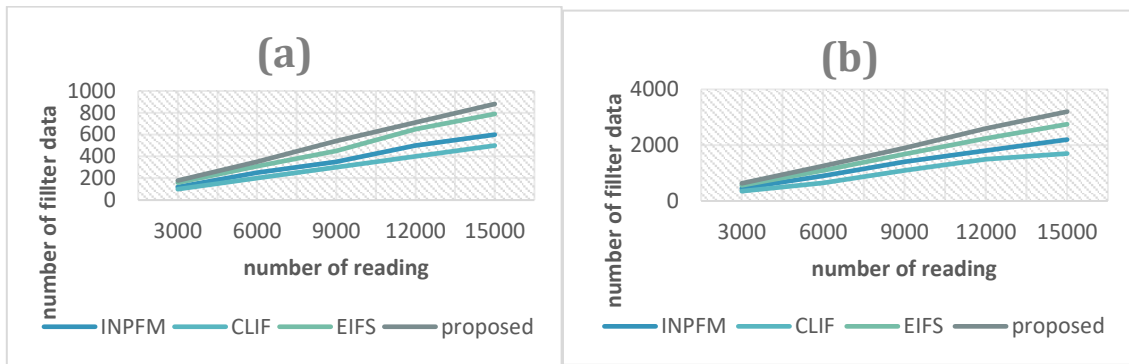 (a)
number of fillter data
1000
800
600
400
200
0
3000 6000 9000 12000 15000
number of reading
INPFM CLIF EIFS proposed
(b)
number of fillter data
4000
2000
0
3000 6000 9000 12000 15000
number of reading
INPFM CLIF EIFS proposed